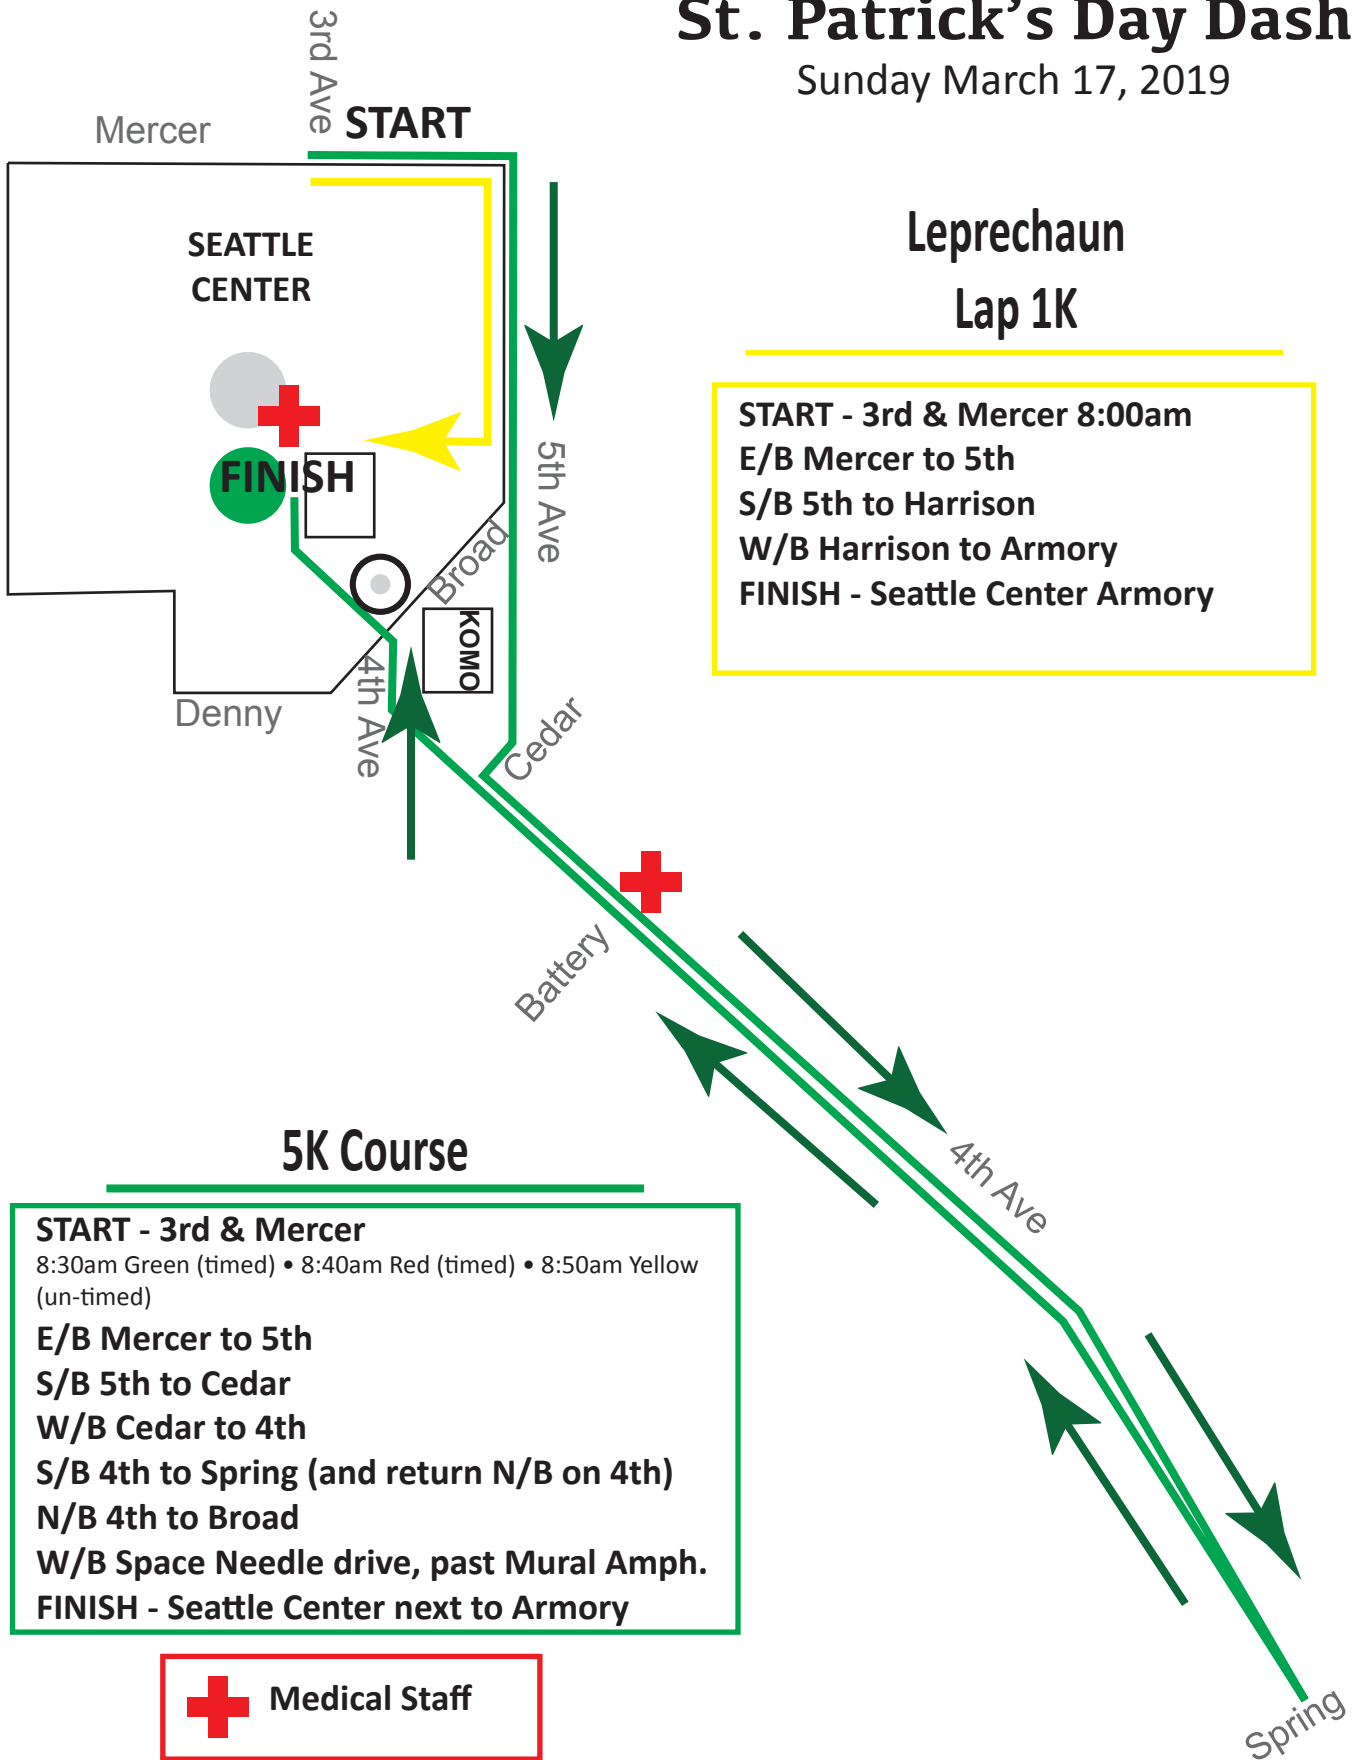 St. Patrick's Day Dash
Sunday March 17, 2019
3rd Ave
Mercer
START
SEATTLE
CENTER
FINISH
5th Ave
Broad
KOMO
4th Ave
Denny
Cedar
Battery
4th Ave
Spring
Leprechaun
Lap 1K
START - 3rd & Mercer 8:00am
E/B Mercer to 5th
S/B 5th to Harrison
W/B Harrison to Armory
FINISH - Seattle Center Armory
5K Course
START - 3rd & Mercer
8:30am Green (timed) • 8:40am Red (timed) • 8:50am Yellow
(un-timed)
E/B Mercer to 5th
S/B 5th to Cedar
W/B Cedar to 4th
S/B 4th to Spring (and return N/B on 4th)
N/B 4th to Broad
W/B Space Needle drive, past Mural Amph.
FINISH - Seattle Center next to Armory
Medical Staff